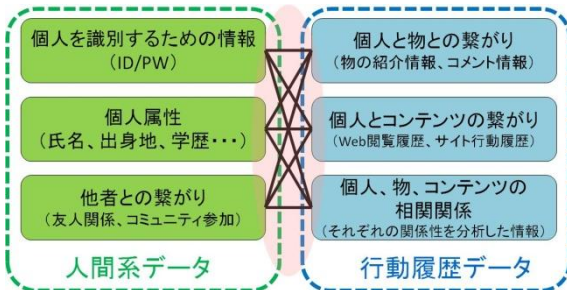 個人を識別するための情報
(ID/PW)
個人属性
(氏名、出身地、学歴・・・)
他者との繋がり
(友人関係、コミュニティ参加)
人間系データ
個人と物との繋がり
(物の紹介情報、コメント情報)
個人とコンテンツの繋がり
(Web閲覧履歴、サイト行動履歴)
個人、物、コンテンツの
相関関係
(それぞれの関係性を分析した情報)
行動履歴データ